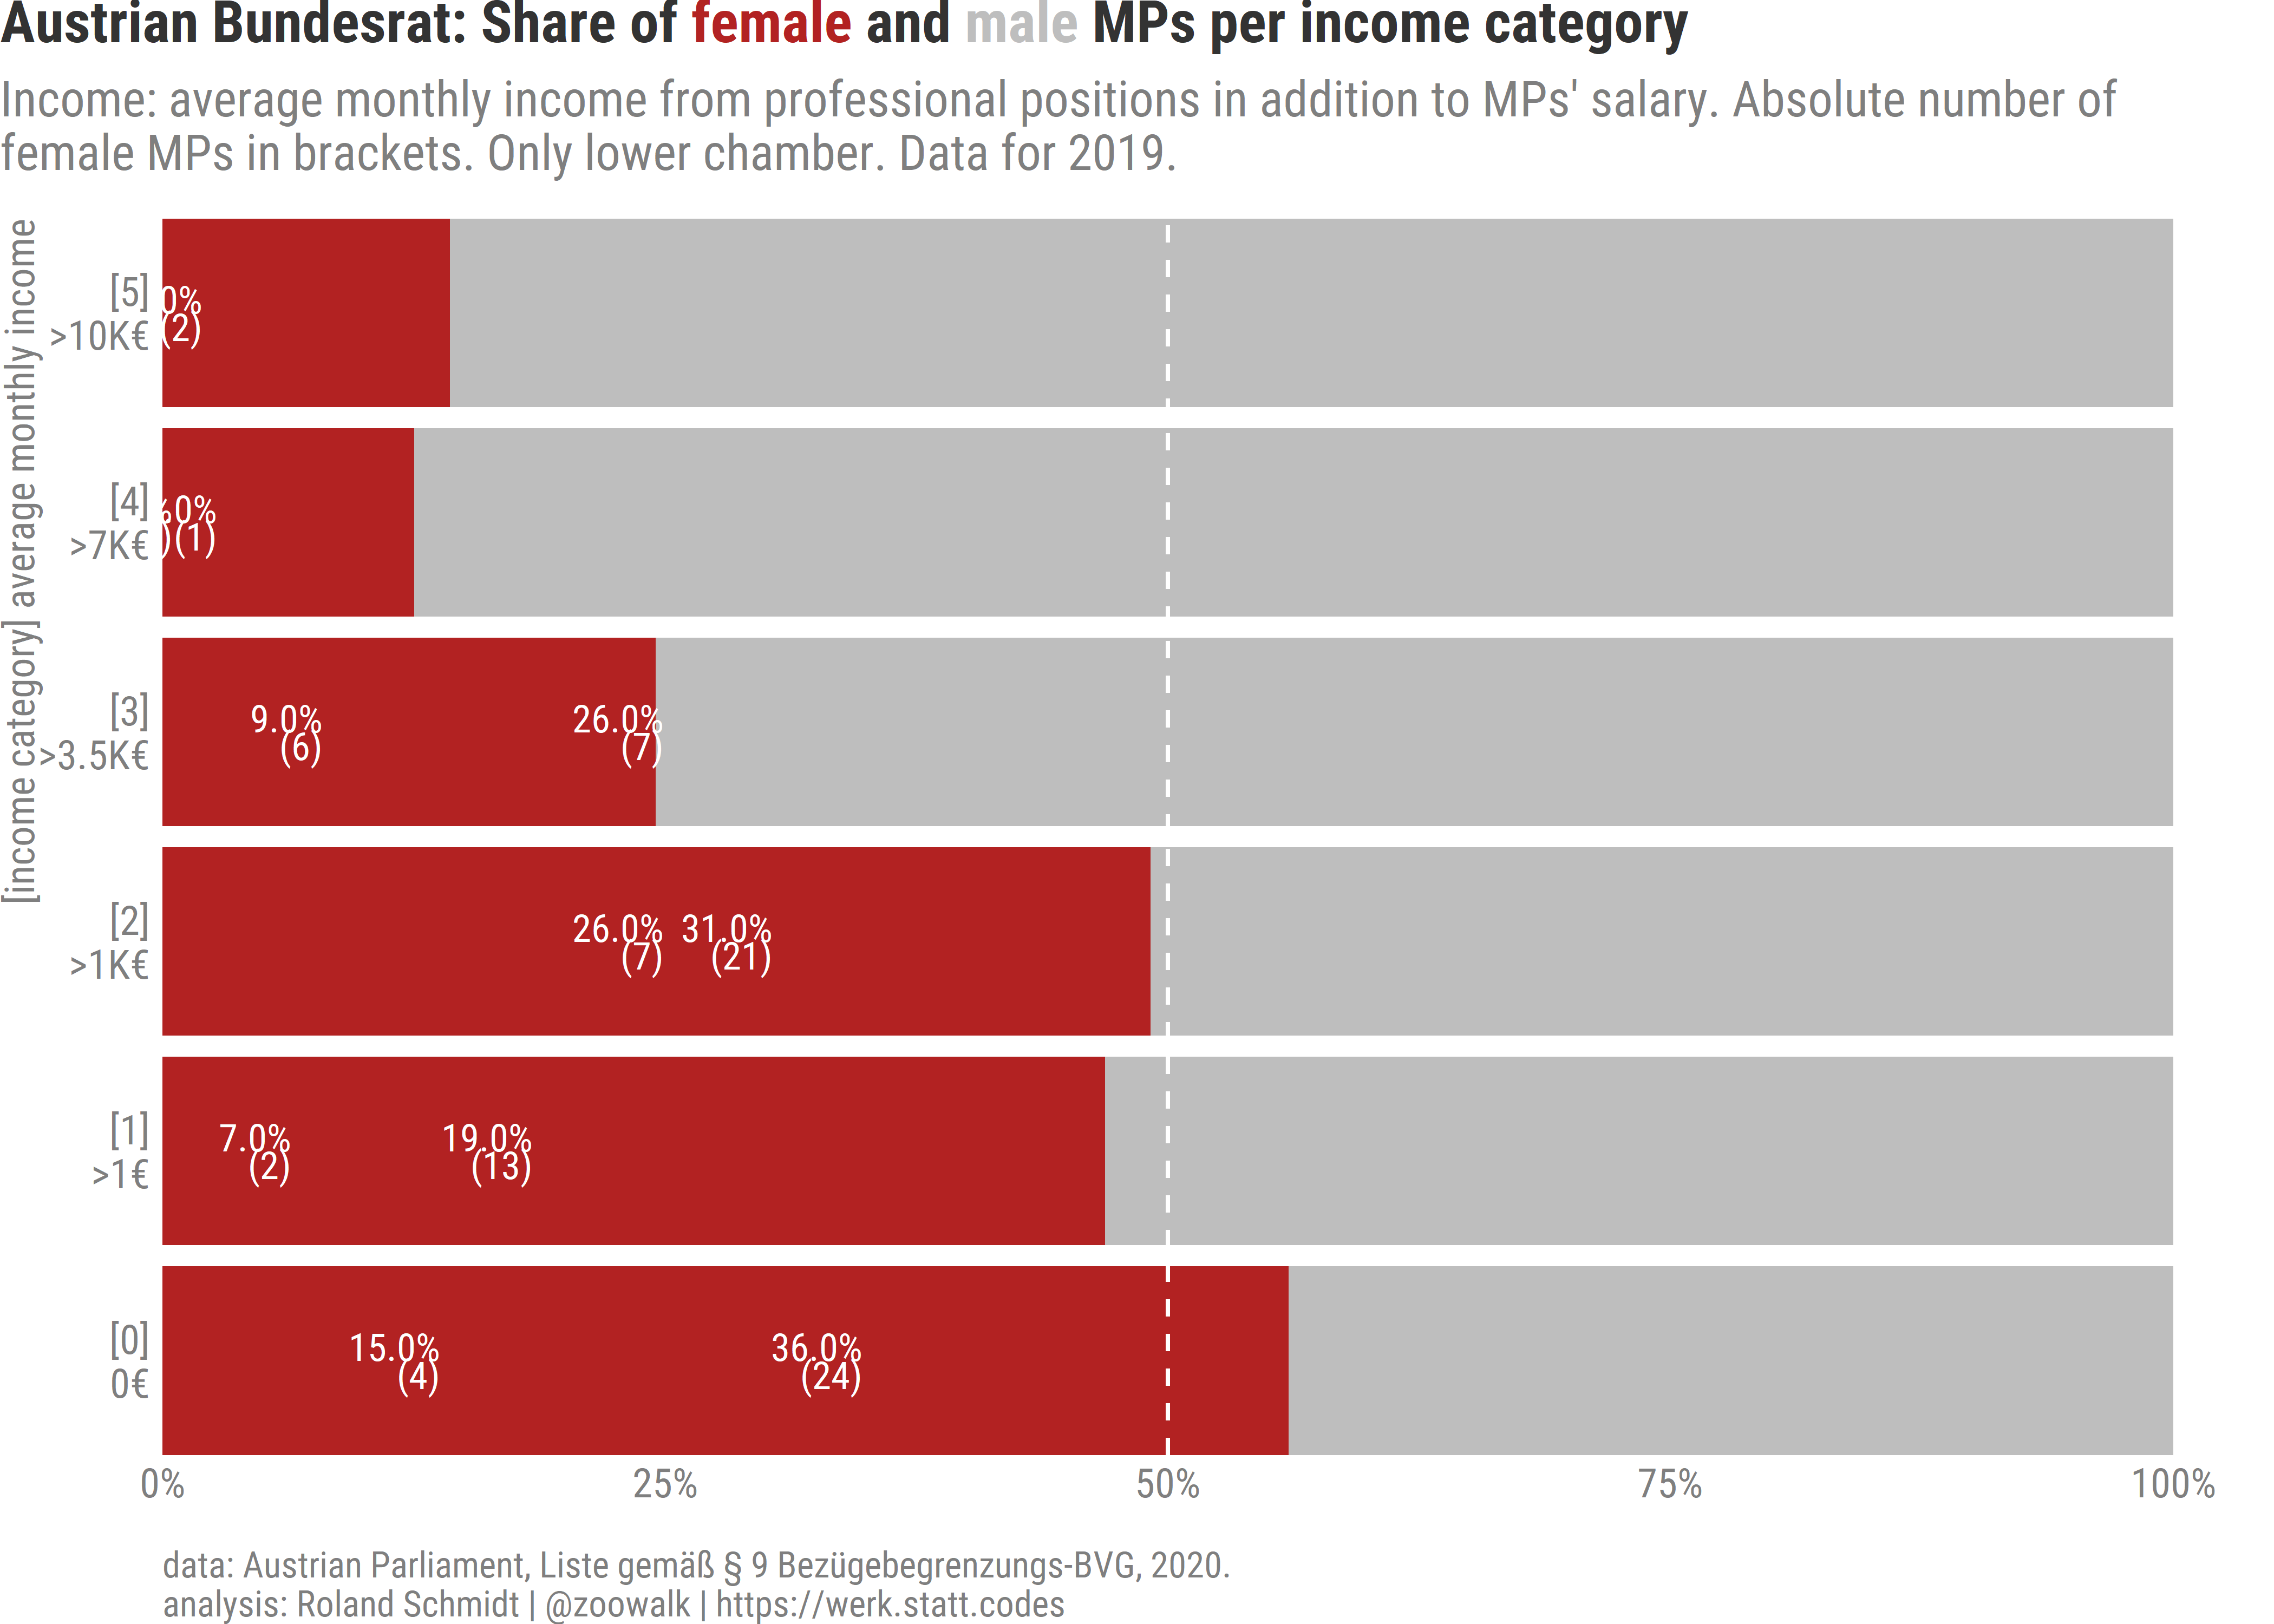 Austrian Bundesrat: Share of female and male MPs per income category
Income: average monthly income from professional positions in addition to MPs' salary. Absolute number of
female MPs in brackets. Only lower chamber. Data for 2019.
[income category] average monthly income
[5]
>10K€
0%
(2)
[4]
>7K€
%0%
)(1)
[3]
>3.5K€
9.0% 26.0%
(6) (7)
[2]
>1K€
26.0% 31.0%
(7) (21)
[1]
>1€
7.0% 19.0%
(2) (13)
[0]
0€
15.0% 36.0%
(4) (24)
0% 25% 50% 75% 100%
data: Austrian Parliament, Liste gemäß § 9 Bezügebegrenzungs-BVG, 2020.
analysis: Roland Schmidt | @zoowalk | https://werk.statt.codes